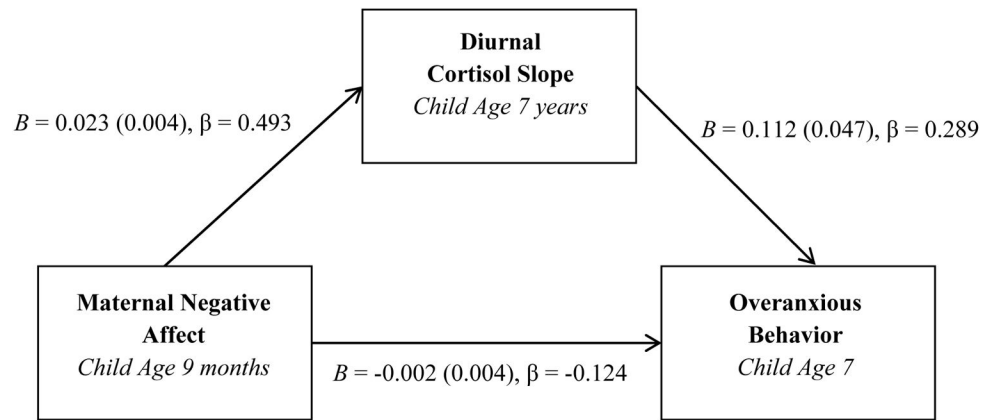 Diurnal
Cortisol Slope
Child Age 7 years
B = 0.023 (0.004), β = 0.493
B = 0.112 (0.047), β = 0.289
Maternal Negative
Affect
Child Age 9 months
B = -0.002 (0.004), β = -0.124
Overanxious
Behavior
Child Age 7